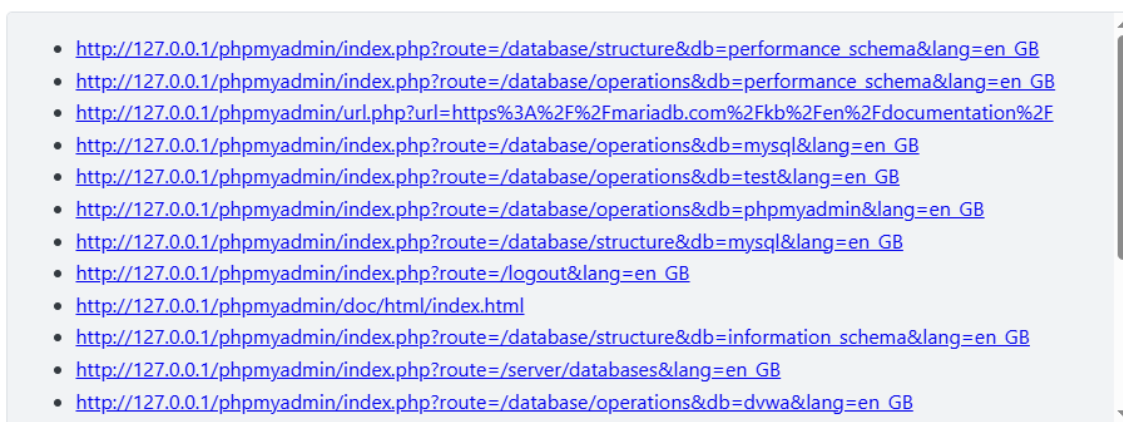 http://127.0.0.1/phpmyadmin/index.php?route=/database/structure&db=performance_schema&lang=en_GB
http://127.0.0.1/phpmyadmin/index.php?route=/database/operations&db=performance_schema&lang=en_GB
http://127.0.0.1/phpmyadmin/url.php?url=https%3A%2F%2Fmariadb.com%2Fkb%2Fen%2Fdocumentation%2F
http://127.0.0.1/phpmyadmin/index.php?route=/database/operations&db=mysql&lang=en_GB
http://127.0.0.1/phpmyadmin/index.php?route=/database/operations&db=test&lang=en_GB
http://127.0.0.1/phpmyadmin/index.php?route=/database/operations&db=phpmyadmin&lang=en_GB
http://127.0.0.1/phpmyadmin/index.php?route=/database/structure&db=mysql&lang=en_GB
http://127.0.0.1/phpmyadmin/index.php?route=/logout&lang=en_GB
http://127.0.0.1/phpmyadmin/doc/html/index.html
http://127.0.0.1/phpmyadmin/index.php?route=/database/structure&db=information_schema&lang=en_GB
http://127.0.0.1/phpmyadmin/index.php?route=/server/databases&lang=en_GB
http://127.0.0.1/phpmyadmin/index.php?route=/database/operations&db=dvwa&lang=en_GB